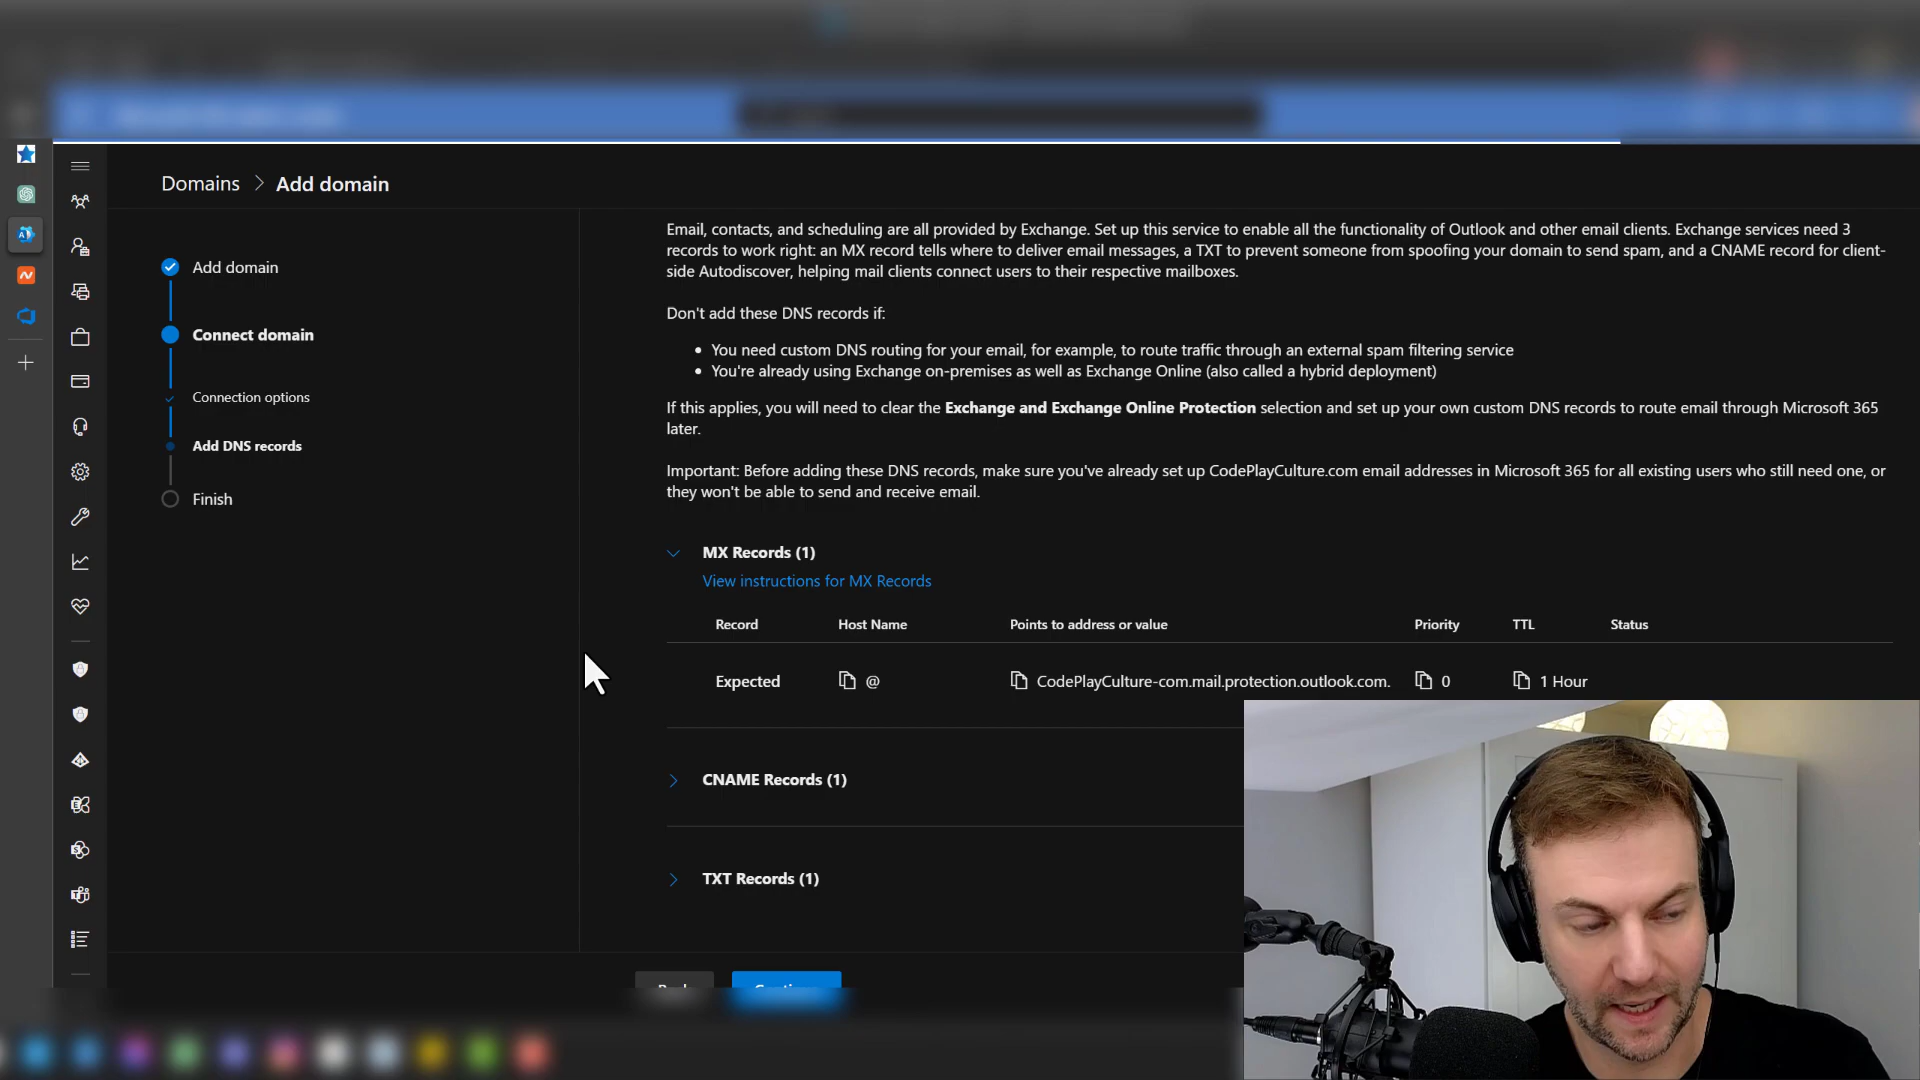 Domains > Add domain
Add domain
Connect domain
Connection options
Add DNS records
Finish
Email, contacts, and scheduling are all provided by Exchange. Set up this service to enable all the functionality of Outlook and other email clients. Exchange services need 3
records to work right: an MX record tells where to deliver email messages, a TXT to prevent someone from spoofing your domain to send spam, and a CNAME record for client-
side Autodiscover, helping mail clients connect users to their respective mailboxes.
Don't add these DNS records if:
• You need custom DNS routing for your email, for example, to route traffic through an external spam filtering service
• You're already using Exchange on-premises as well as Exchange Online (also called a hybrid deployment)
If this applies, you will need to clear the Exchange and Exchange Online Protection selection and set up your own custom DNS records to route email through Microsoft 365
later.
Important: Before adding these DNS records, make sure you've already set up CodePlayCulture.com email addresses in Microsoft 365 for all existing users who still need one, or
they won't be able to send and receive email.
MX Records (1)
View instructions for MX Records
Record Host Name Points to address or value Priority TTL Status
Expected @ CodePlayCulture-com.mail.protection.outlook.com. 0 1 Hour
CNAME Records (1)
TXT Records (1)